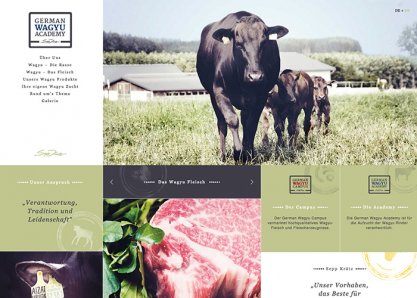 GERMAN
WAGYU
ACADEMY
DE
Über Uns
Wagyu – Die Rasse
Wagyu – Das Fleisch
Unsere Wagyu Produkte
Ihre eigene Wagyu Zucht
Rund um's Thema
Galerie
Unser Anspruch
„Verantwortung,
Tradition und
Leidenschaft“
Das Wagyu Fleisch
GERMAN
WAGYU
CAMPUS
Der Campus
Der German Wagyu Campus
vermarktet hochqualitatives Wagyu
Fleisch und Fleischerzeugnisse.
GERMAN
WAGYU
ACADEMY
Die Academy
Die German Wagyu Academy ist für
die Aufzucht der Wagyu Rinder
verantwortlich.
Sepp Krätz
„Unser Vorhaben,
das Beste für